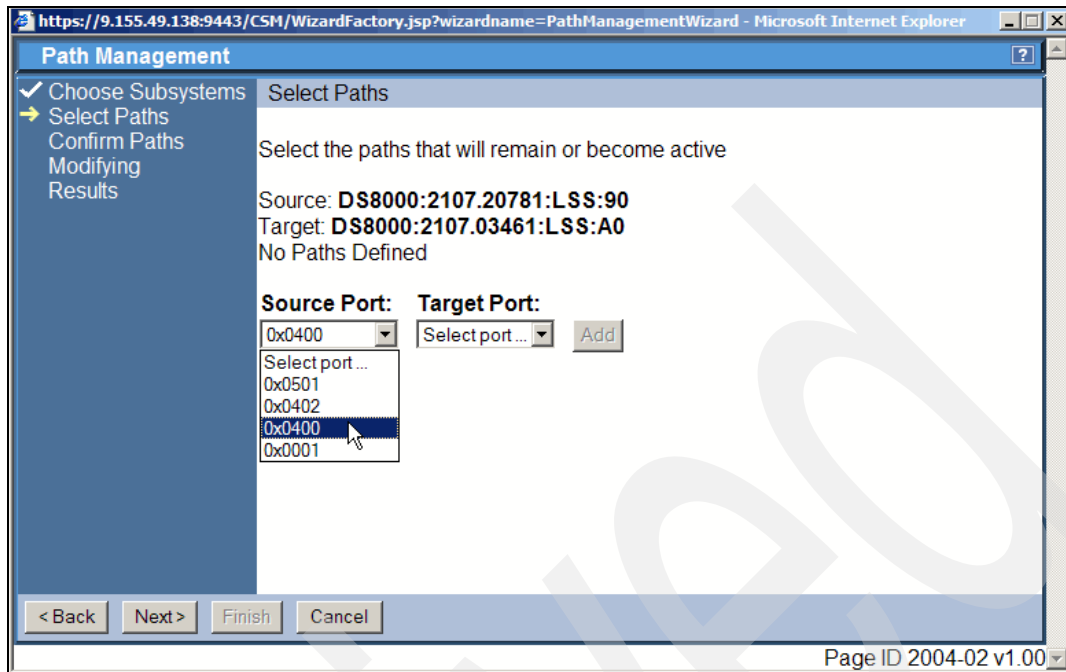 https://9.155.49.138:9443/CSM/WizardFactory.jsp?wizardname=PathManagementWizard - Microsoft Internet Explorer
Path Management
?
Choose Subsystems
Select Paths
Confirm Paths
Modifying
Results
Select Paths
Select the paths that will remain or become active
Source: DS8000:2107.20781:LSS:90
Target: DS8000:2107.03461:LSS:A0
No Paths Defined
Source Port: Target Port:
0x0400 Select port ... Add
Select port ...
0x0501
0x0402
0x0400
0x0001
< Back Next > Finish Cancel
Page ID 2004-02 v1.00